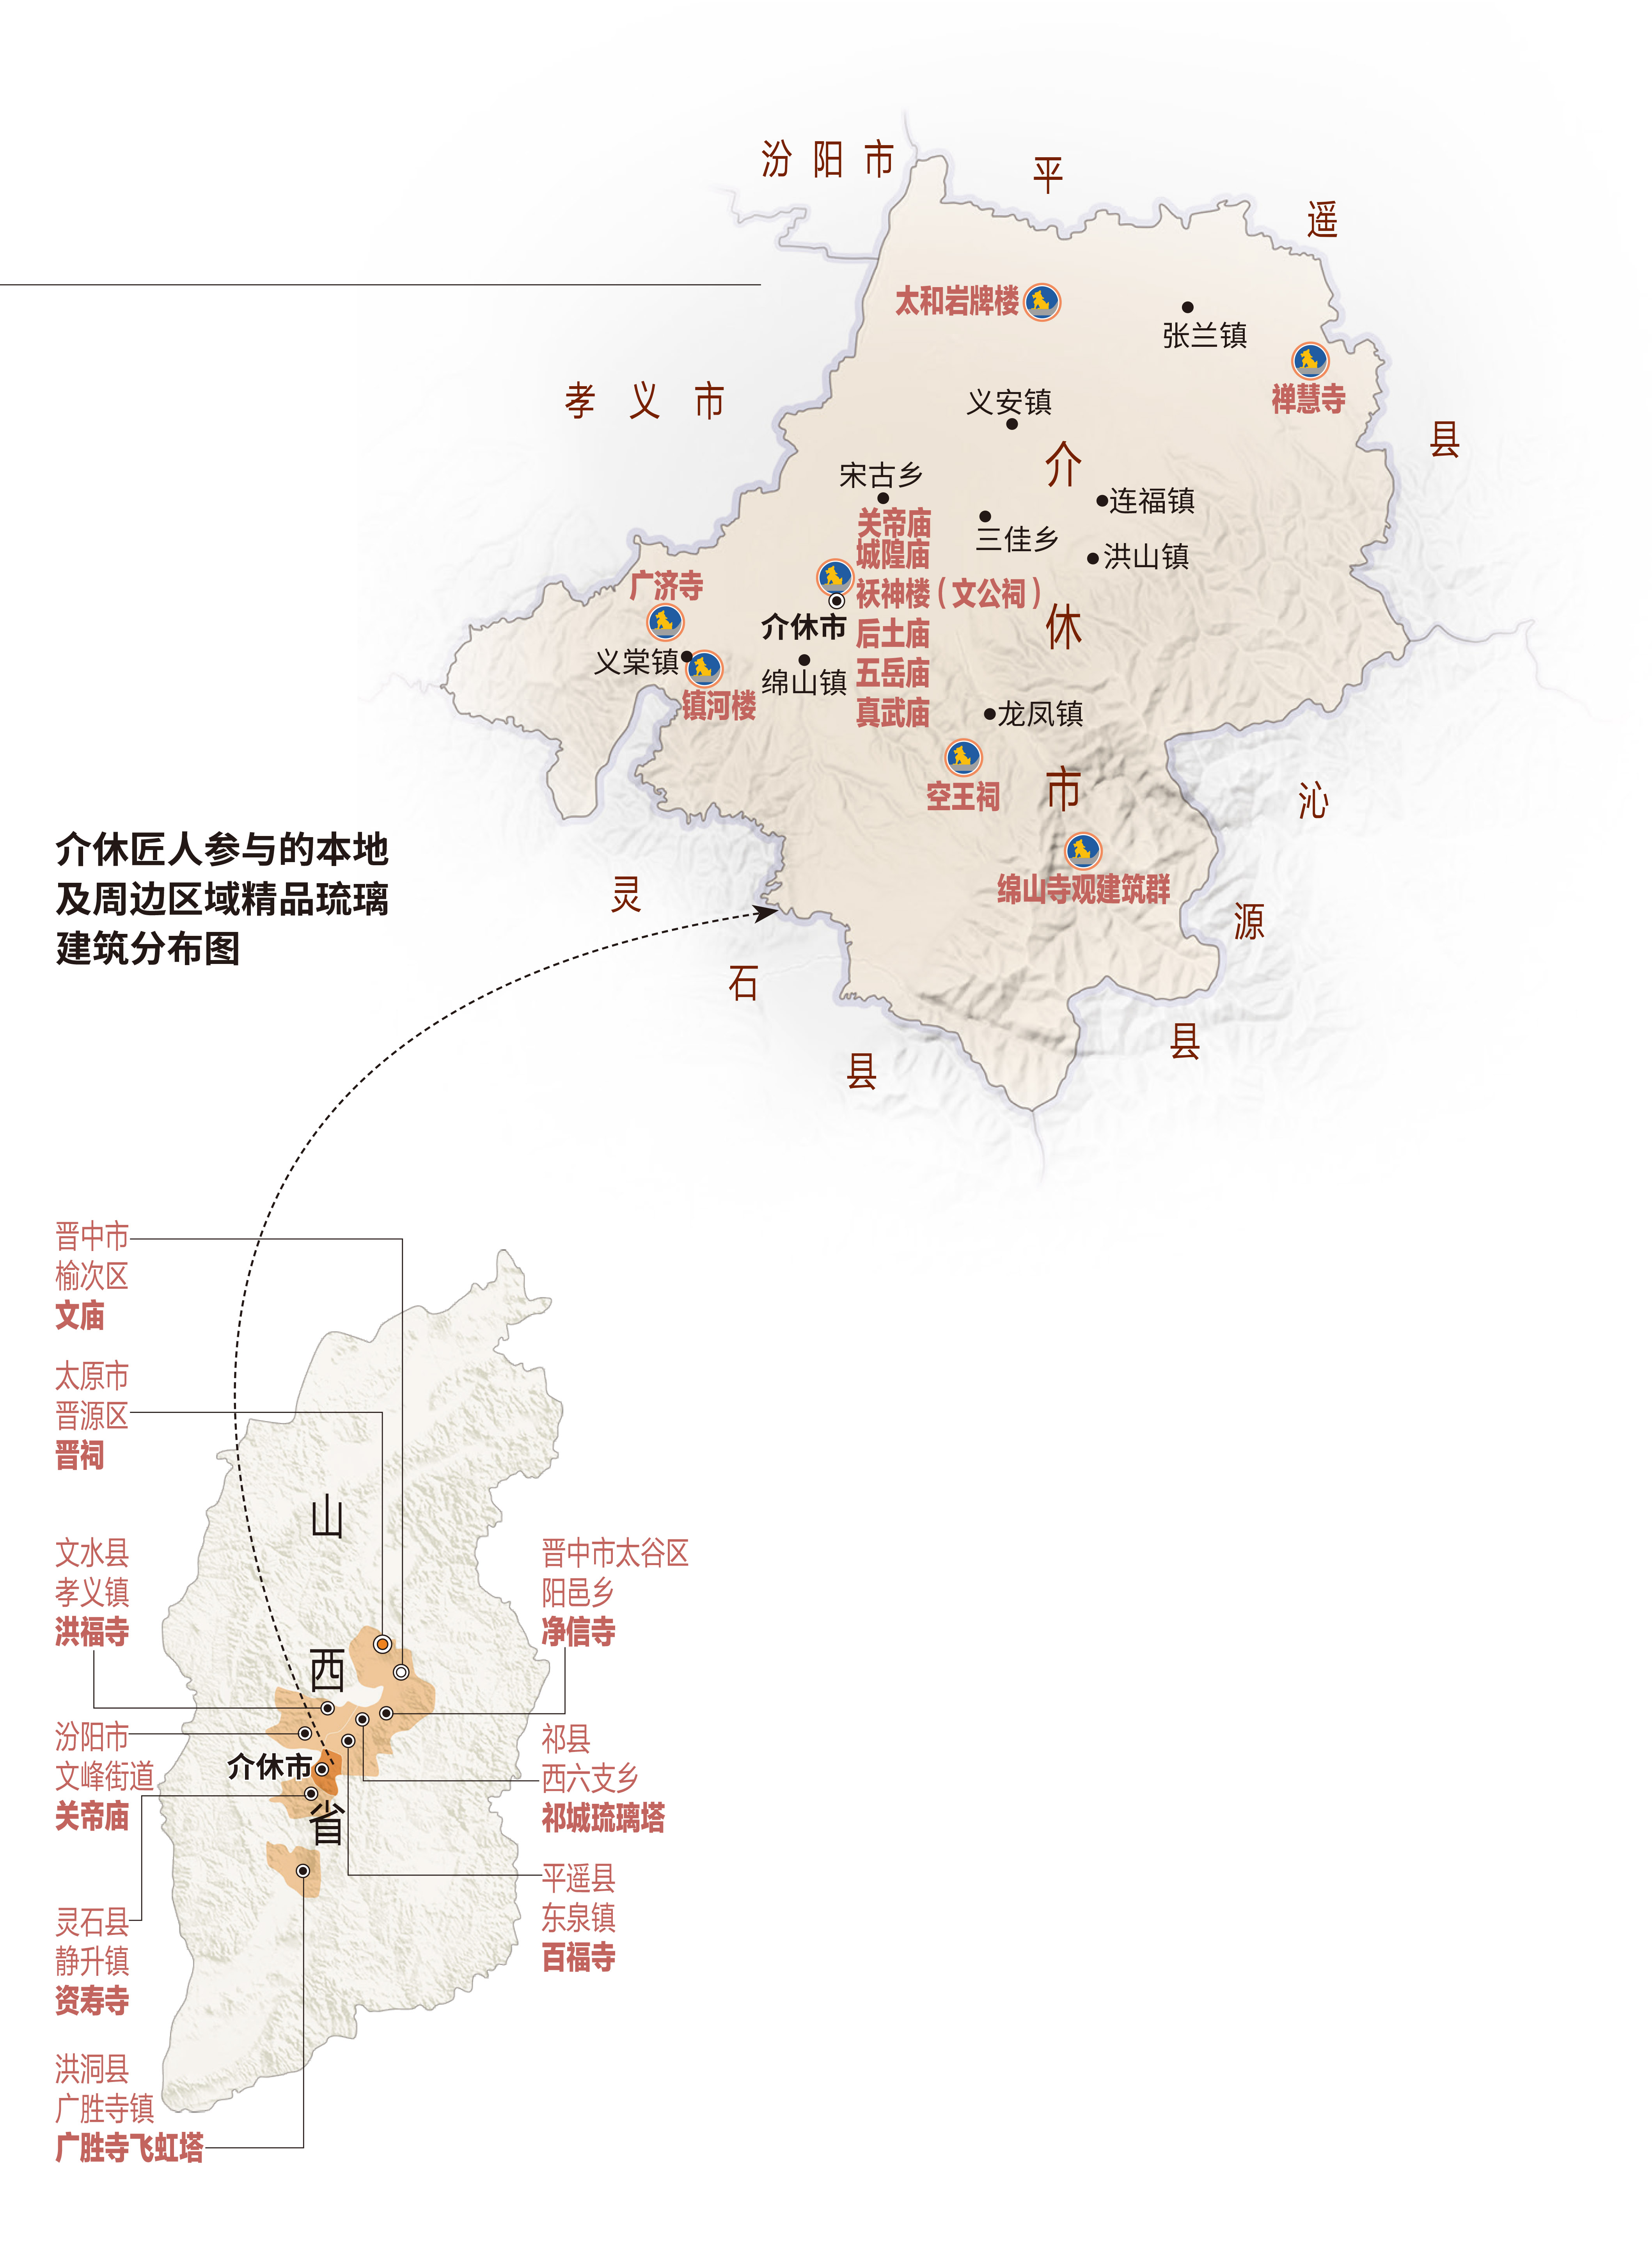 汾阳市
平
遥
县
孝义市
太和岩牌楼
张兰镇
禅慧寺
义安镇
介
休
市
宋古乡
连福镇
三佳乡
洪山镇
关帝庙
城隍庙
祆神楼（文公祠）
后土庙
五岳庙
真武庙
介休市
绵山镇
广济寺
义棠镇
镇河楼
龙凤镇
空王祠
绵山寺观建筑群
沁
源
县
灵
石
县
介休匠人参与的本地
及周边区域精品琉璃
建筑分布图
晋中市
榆次区
文庙
太原市
晋源区
晋祠
文水县
孝义镇
洪福寺
汾阳市
文峰街道
关帝庙
灵石县
静升镇
资寿寺
洪洞县
广胜寺镇
广胜寺飞虹塔
山
西
省
介休市
晋中市太谷区
阳邑乡
净信寺
祁县
西六支乡
祁城琉璃塔
平遥县
东泉镇
百福寺